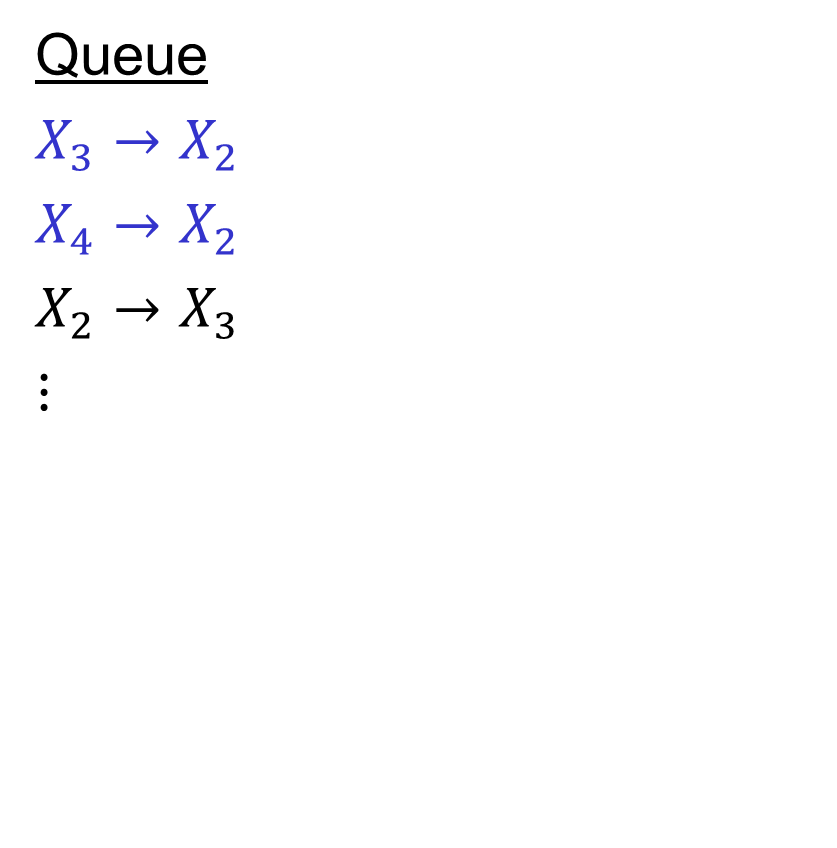 Queue
X₃ → X₂
X₄ → X₂
X₂ → X₃
⋮